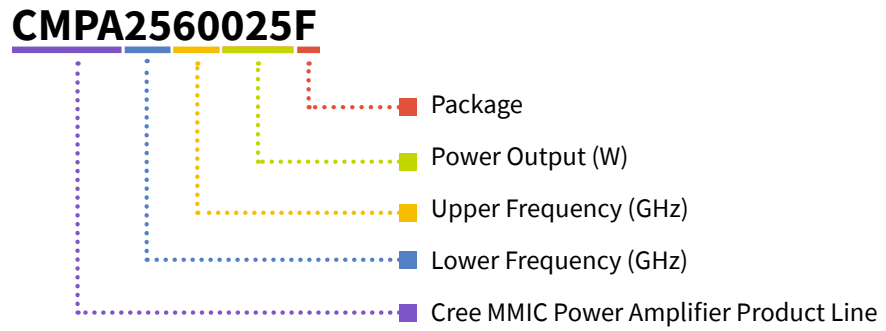 CMPA2560025F
Package
Power Output (W)
Upper Frequency (GHz)
Lower Frequency (GHz)
Cree MMIC Power Amplifier Product Line